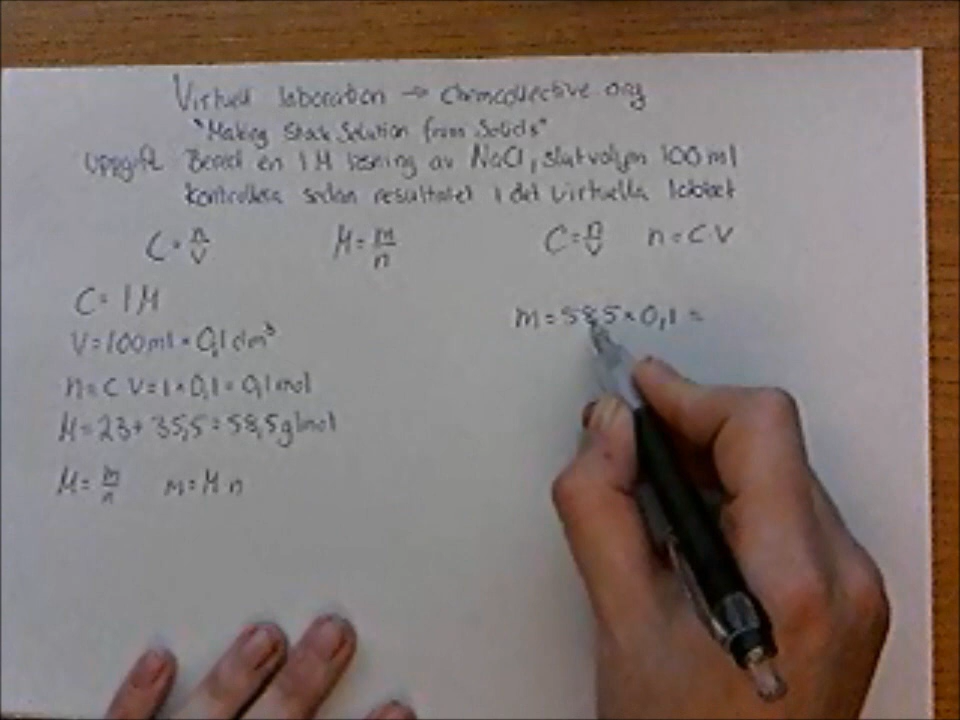 Virtuell laboration → chemcollective.org
"Making Stock Solution from Solids"
Uppgift Bered en 1 M lösning av NaCl, slutvolym 100 ml
kontrollera sedan resultatet i det virtuella labbet
C = n/V M = m/n C = n/V n = C·V
C = 1 M
V = 100 ml = 0,1 dm³
n = C V = 1 · 0,1 = 0,1 mol
M = 23 + 35,5 = 58,5 g/mol
M = m/n m = M n
m = 58,5 · 0,1 =